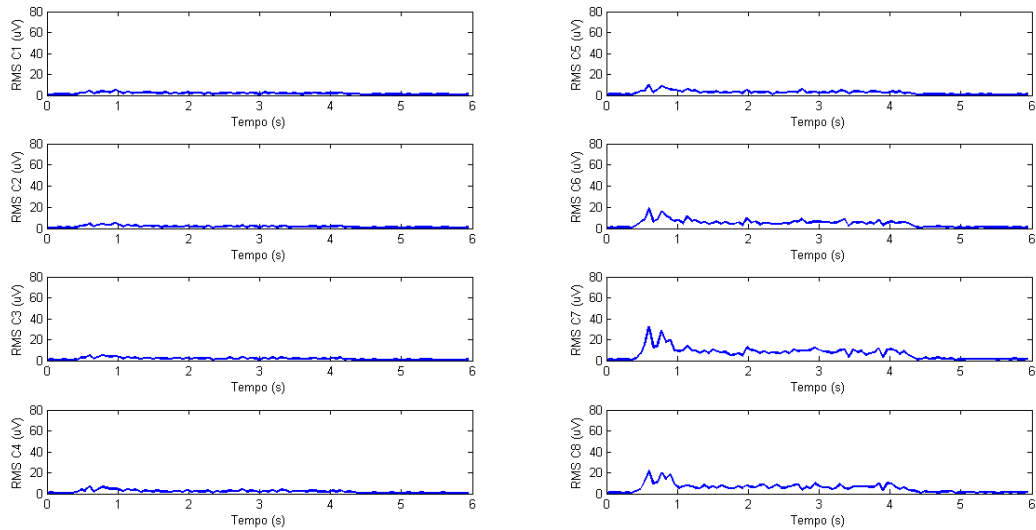 80
60
40
20
0
RMS C1 (uV)
0 1 2 3 4 5 6
Tempo (s)
80
60
40
20
0
RMS C5 (uV)
0 1 2 3 4 5 6
Tempo (s)
80
60
40
20
0
RMS C2 (uV)
0 1 2 3 4 5 6
Tempo (s)
80
60
40
20
0
RMS C6 (uV)
0 1 2 3 4 5 6
Tempo (s)
80
60
40
20
0
RMS C3 (uV)
0 1 2 3 4 5 6
Tempo (s)
80
60
40
20
0
RMS C7 (uV)
0 1 2 3 4 5 6
Tempo (s)
80
60
40
20
0
RMS C4 (uV)
0 1 2 3 4 5 6
Tempo (s)
80
60
40
20
0
RMS C8 (uV)
0 1 2 3 4 5 6
Tempo (s)